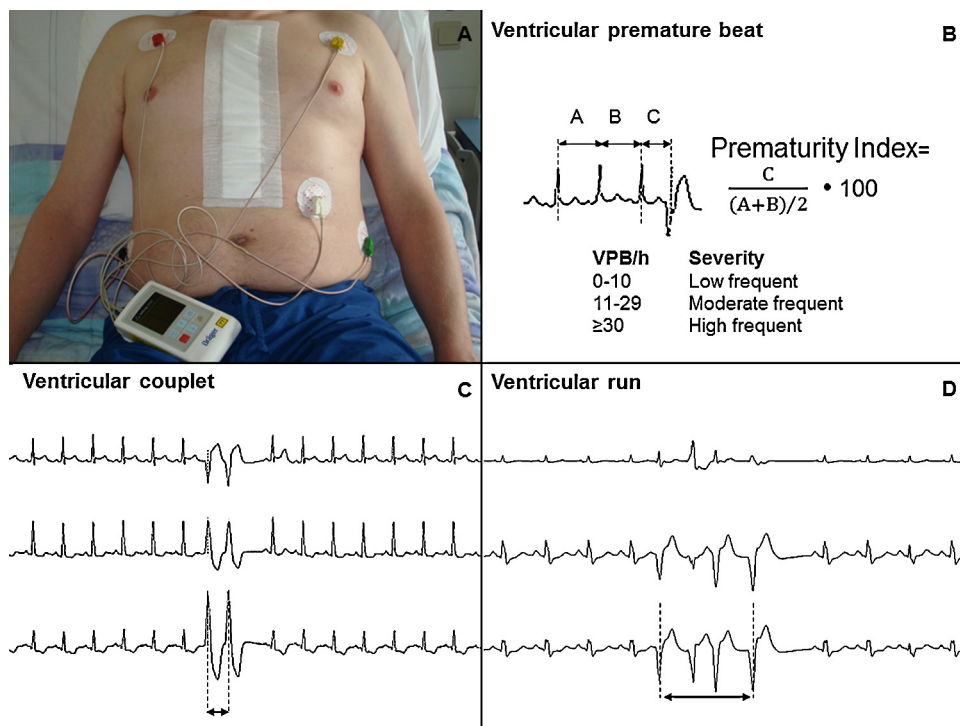 A
Dräger
Ventricular premature beat
B
A B C
Prematurity Index=
C
(A+B)/2
• 100
VPB/h Severity
0-10 Low frequent
11-29 Moderate frequent
≥30 High frequent
Ventricular couplet
C
Ventricular run
D